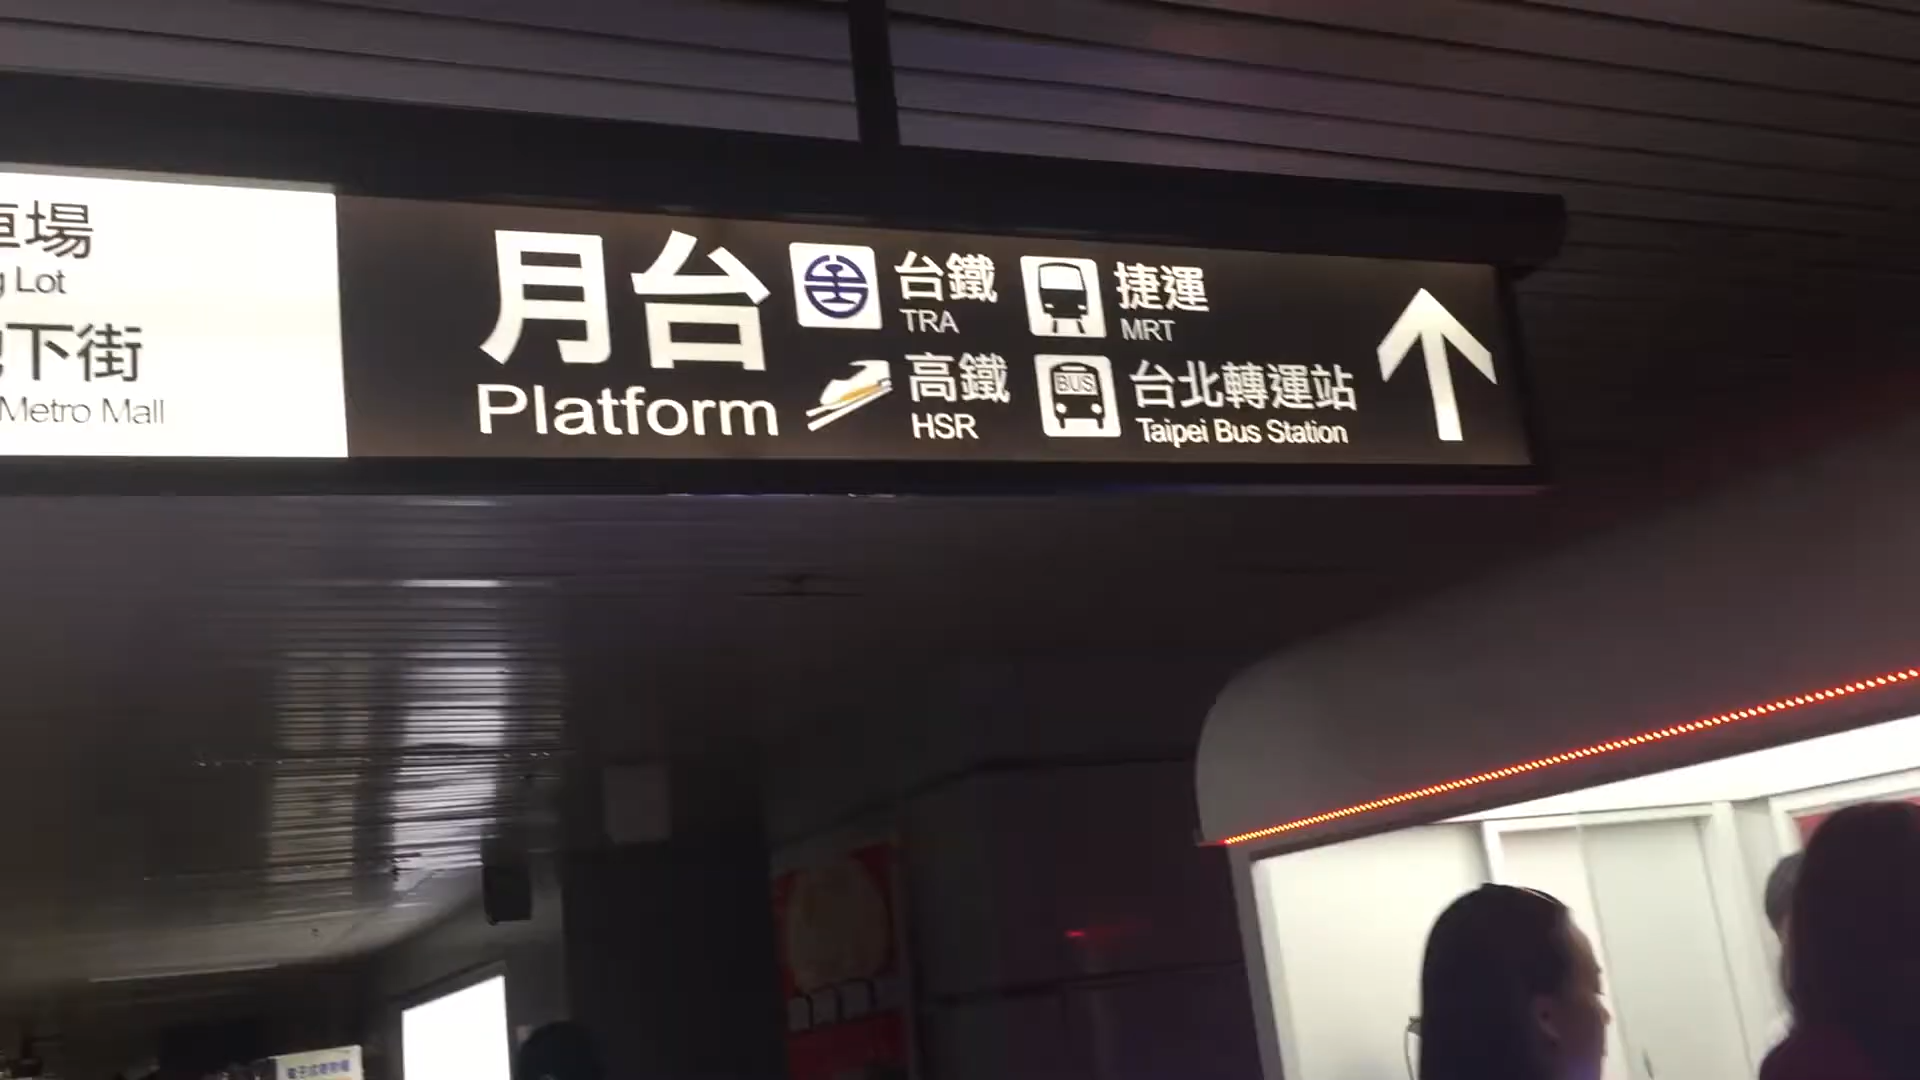 場
Lot
下街
Metro Mall
月台
Platform
台鐵
TRA
捷運
MRT
高鐵
HSR
BUS
台北轉運站
Taipei Bus Station